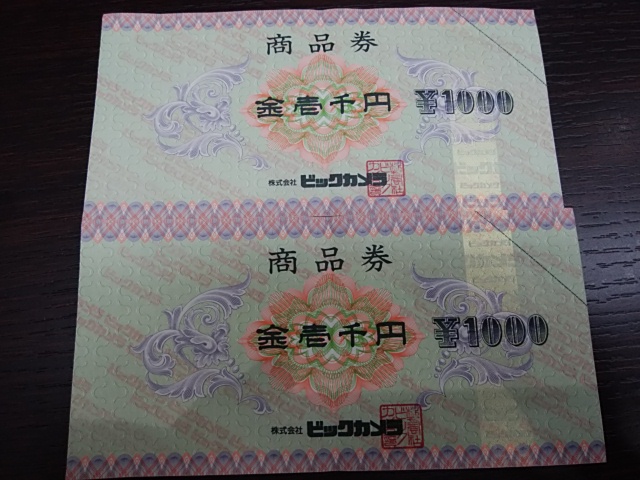 商品券
金壱千円 ¥1000
株式会社 ビックカメラ
商品券
金壱千円 ¥1000
株式会社 ビックカメラ